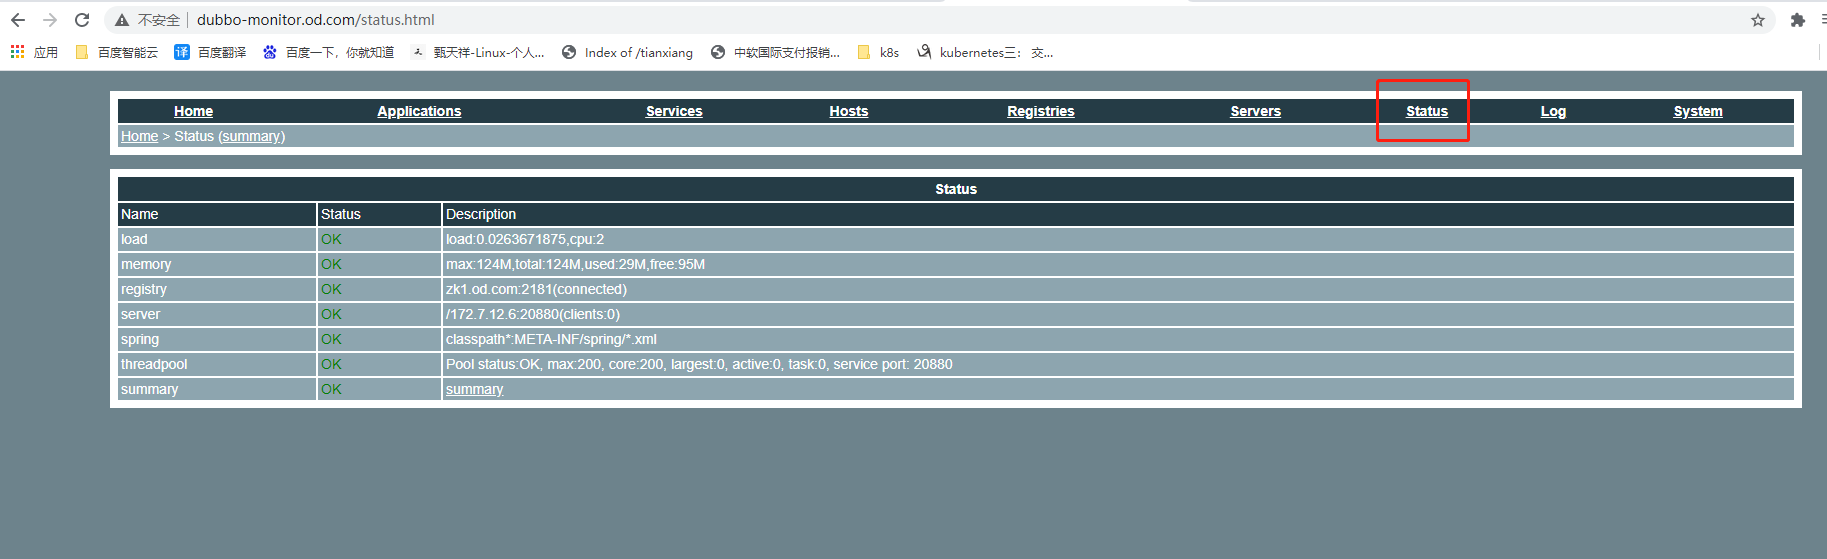 不安全 dubbo-monitor.od.com/status.html
应用 百度智能云 百度翻译 百度一下，你就知道 甄天祥-Linux-个人... Index of /tianxiang 中软国际支付报销... k8s kubernetes三： 交...
Home Applications Services Hosts Registries Servers Status Log System
Home > Status (summary)
Status
Name Status Description
load OK load:0.0263671875,cpu:2
memory OK max:124M,total:124M,used:29M,free:95M
registry OK zk1.od.com:2181(connected)
server OK /172.7.12.6:20880(clients:0)
spring OK classpath*:META-INF/spring/*.xml
threadpool OK Pool status:OK, max:200, core:200, largest:0, active:0, task:0, service port: 20880
summary OK summary